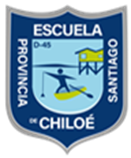 ESCUELA
D-45
PROVINCIA
SANTIAGO
DE CHILOÉ